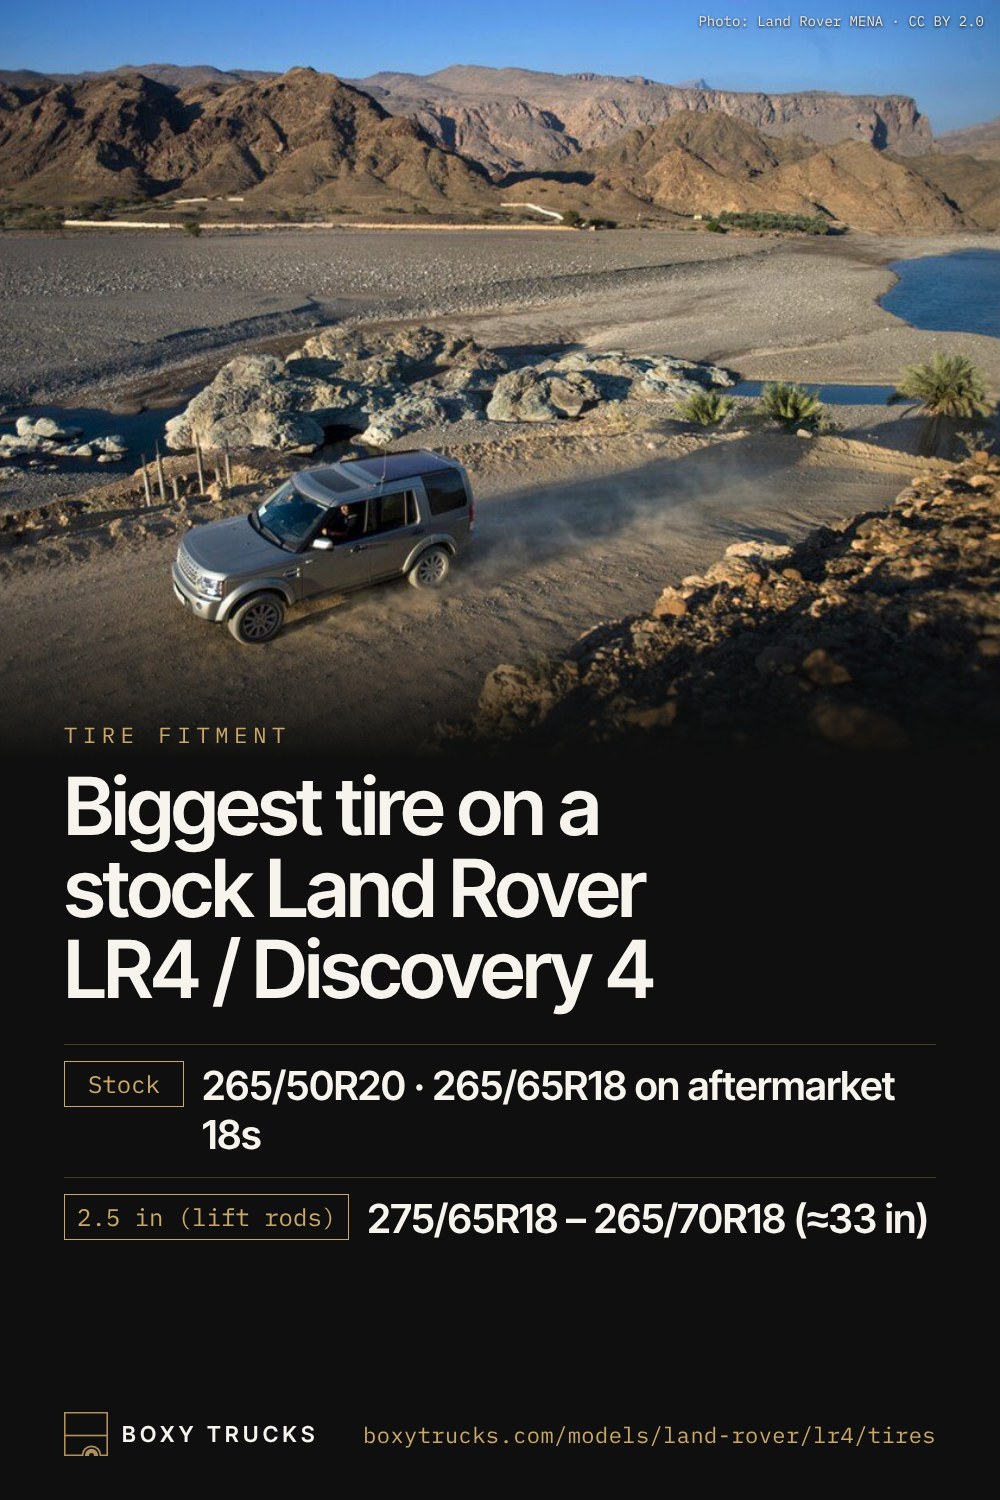 Photo: Land Rover MENA · CC BY 2.0
TIRE FITMENT
Biggest tire on a
stock Land Rover
LR4 / Discovery 4
Stock
265/50R20 · 265/65R18 on aftermarket
18s
2.5 in (lift rods)
275/65R18 – 265/70R18 (≈33 in)
BOXY TRUCKS
boxytrucks.com/models/land-rover/lr4/tires